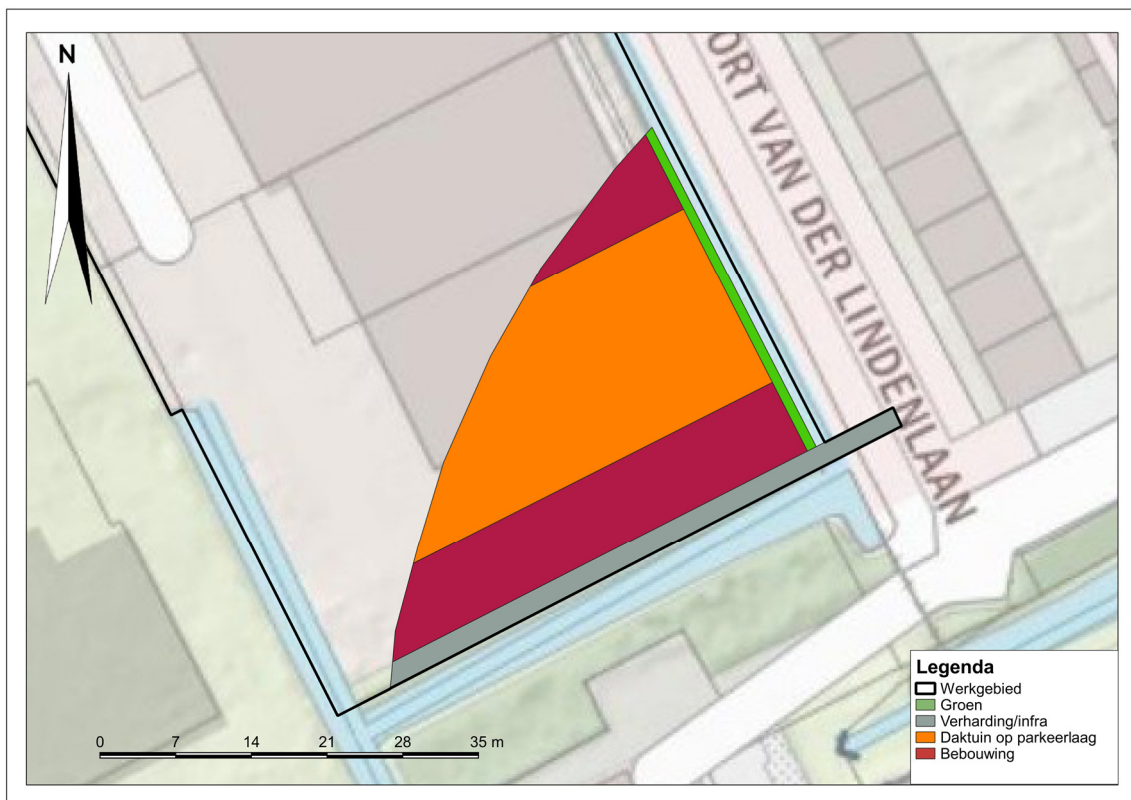 N
ORT VAN DER LINDENLAAN
0 7 14 21 28 35 m
Legenda
Werkgebied
Groen
Verharding/infra
Daktuin op parkeerlaag
Bebouwing